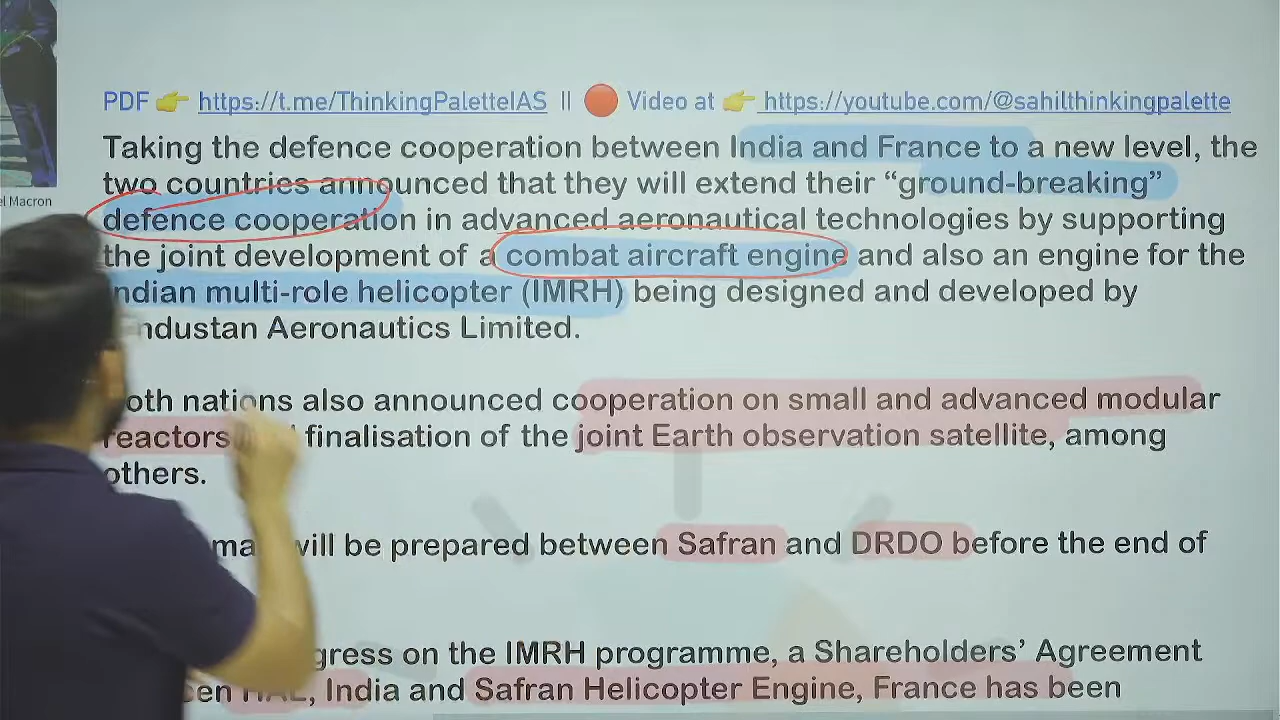 PDF 👉 https://t.me/ThinkingPaletteIAS || 🔴 Video at 👉 https://youtube.com/@sahilthinkingpalette
Taking the defence cooperation between India and France to a new level, the
two countries announced that they will extend their “ground-breaking”
defence cooperation in advanced aeronautical technologies by supporting
the joint development of a combat aircraft engine and also an engine for the
Indian multi-role helicopter (IMRH) being designed and developed by
Aeronautics Limited.
Macron
nations also announced cooperation on small and advanced modular
reactors finalisation of the joint Earth observation satellite, among
others.
will be prepared between Safran and DRDO before the end of
on the IMRH programme, a Shareholders’ Agreement
HAL, India and Safran Helicopter Engine, France has been